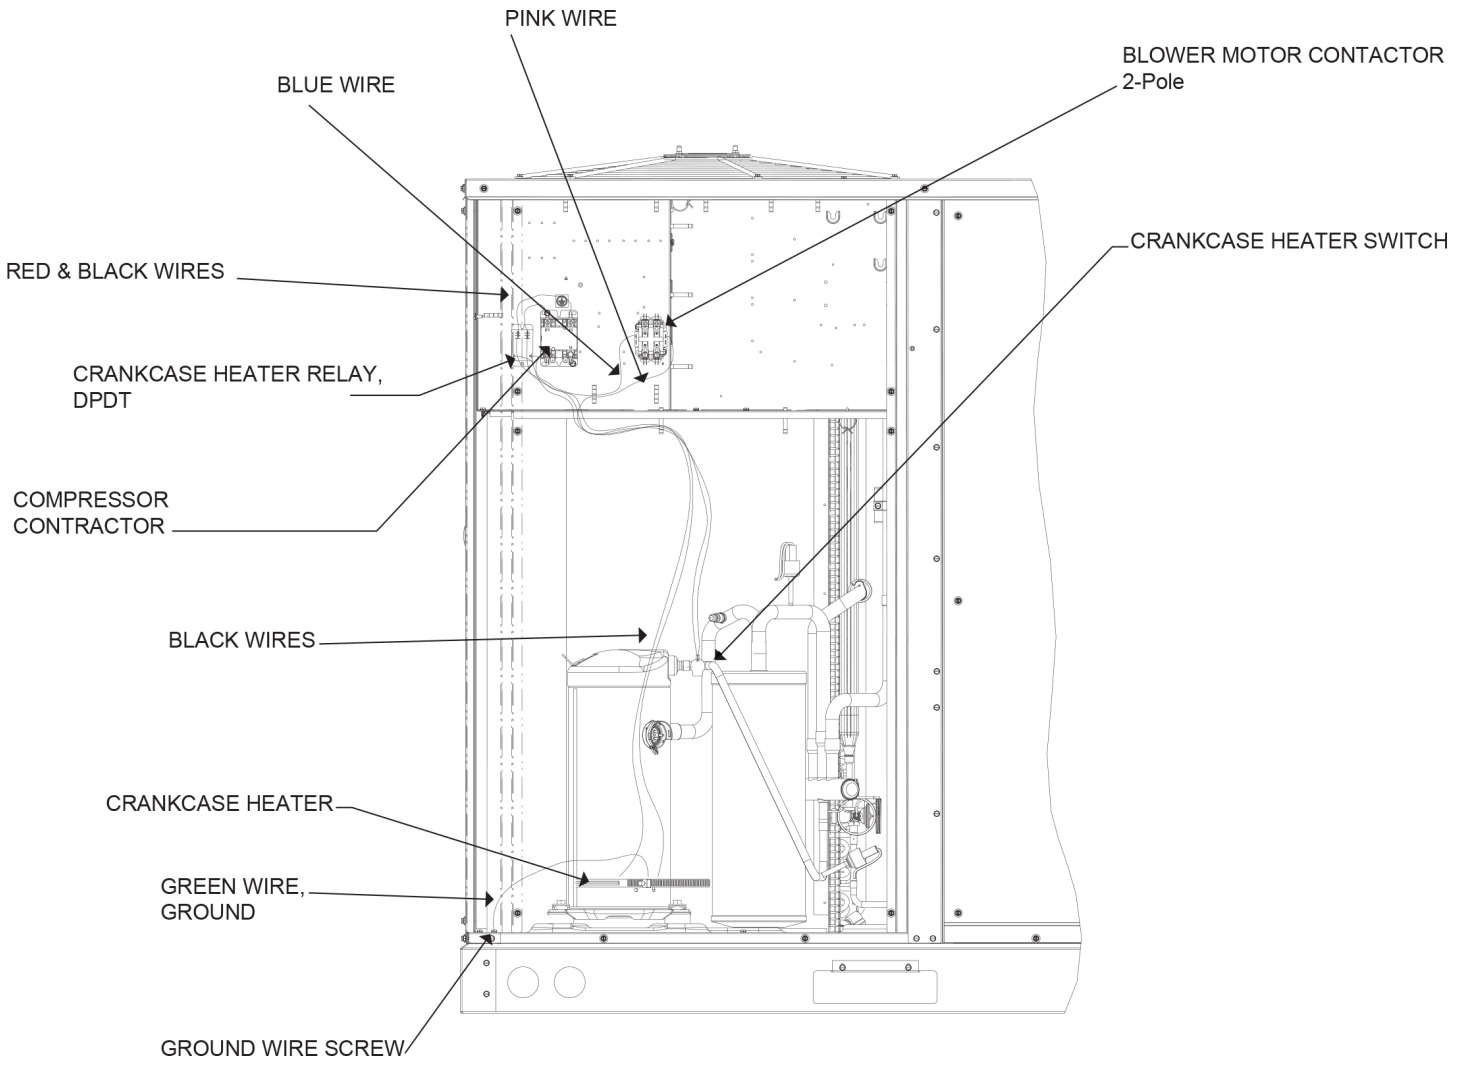 PINK WIRE
BLOWER MOTOR CONTACTOR
2-Pole
BLUE WIRE
CRANKCASE HEATER SWITCH
RED & BLACK WIRES
CRANKCASE HEATER RELAY,
DPDT
COMPRESSOR
CONTRACTOR
BLACK WIRES
CRANKCASE HEATER
GREEN WIRE,
GROUND
GROUND WIRE SCREW